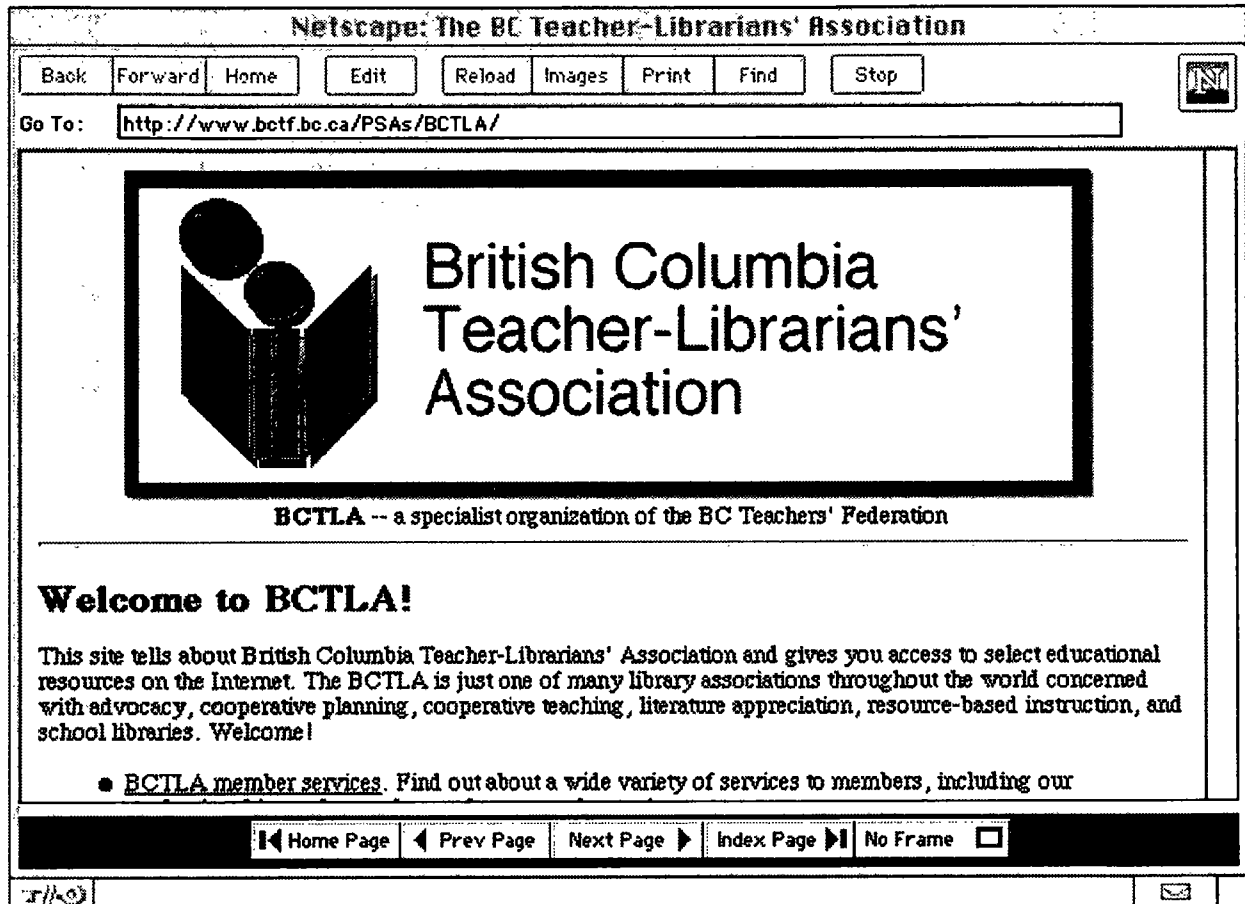 Netscape: The BC Teacher-Librarians' Association
Back Forward Home Edit Reload Images Print Find Stop
N
Go To: http://www.bctf.bc.ca/PSAs/BCTLA/
British Columbia
Teacher-Librarians'
Association
BCTLA -- a specialist organization of the BC Teachers' Federation
Welcome to BCTLA!
This site tells about British Columbia Teacher-Librarians' Association and gives you access to select educational
resources on the Internet. The BCTLA is just one of many library associations throughout the world concerned
with advocacy, cooperative planning, cooperative teaching, literature appreciation, resource-based instruction, and
school libraries. Welcome!
● BCTLA member services. Find out about a wide variety of services to members, including our
Home Page Prev Page Next Page Index Page No Frame